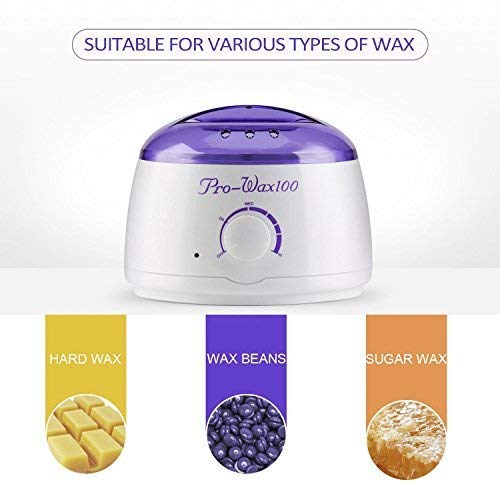 SUITABLE FOR VARIOUS TYPES OF WAX
Pro-Wax100
MED
HARD WAX
WAX BEANS
SUGAR WAX